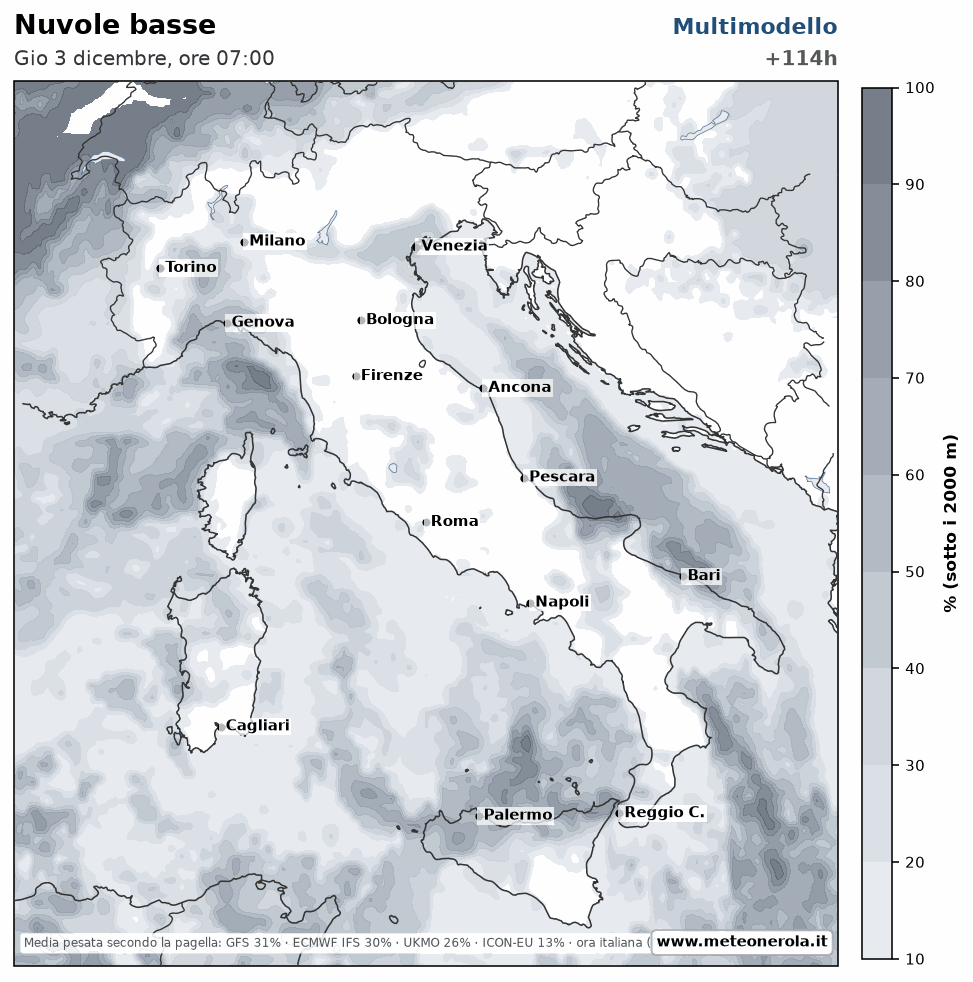 Nuvole basse
Multimodello
Gio 3 dicembre, ore 07:00
+114h
Milano
Venezia
Torino
Genova
Bologna
Firenze
Ancona
Pescara
Roma
Bari
Napoli
Cagliari
Palermo
Reggio C.
100
90
80
70
60
50
40
30
20
10
% (sotto i 2000 m)
Media pesata secondo la pagella: GFS 31% · ECMWF IFS 30% · UKMO 26% · ICON-EU 13% · ora italiana (
www.meteonerola.it